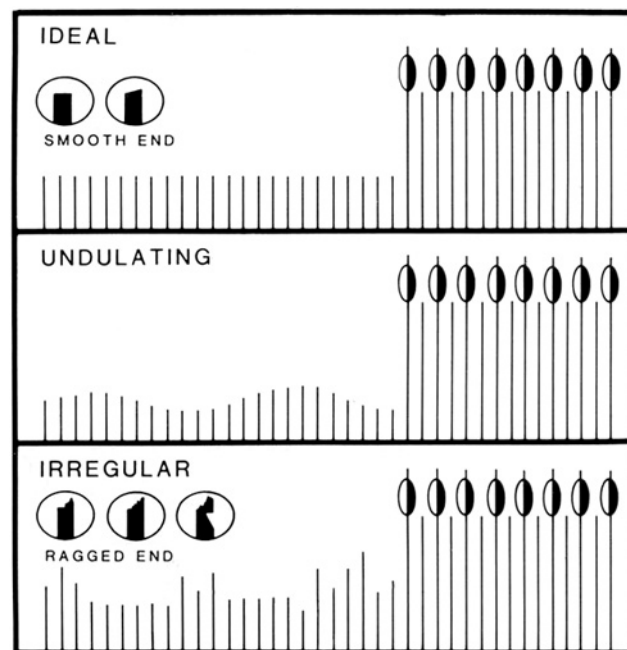 IDEAL
SMOOTH END
UNDULATING
IRREGULAR
RAGGED END